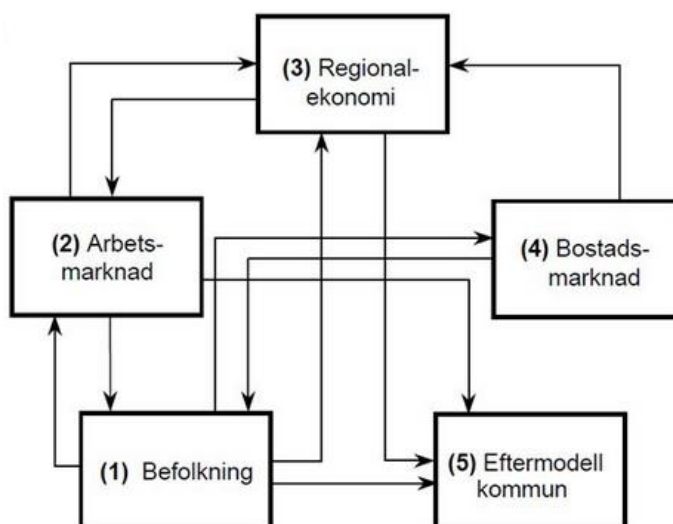 (3) Regional-
ekonomi
(2) Arbets-
marknad
(4) Bostads-
marknad
(1) Befolkning
(5) Eftermodell
kommun